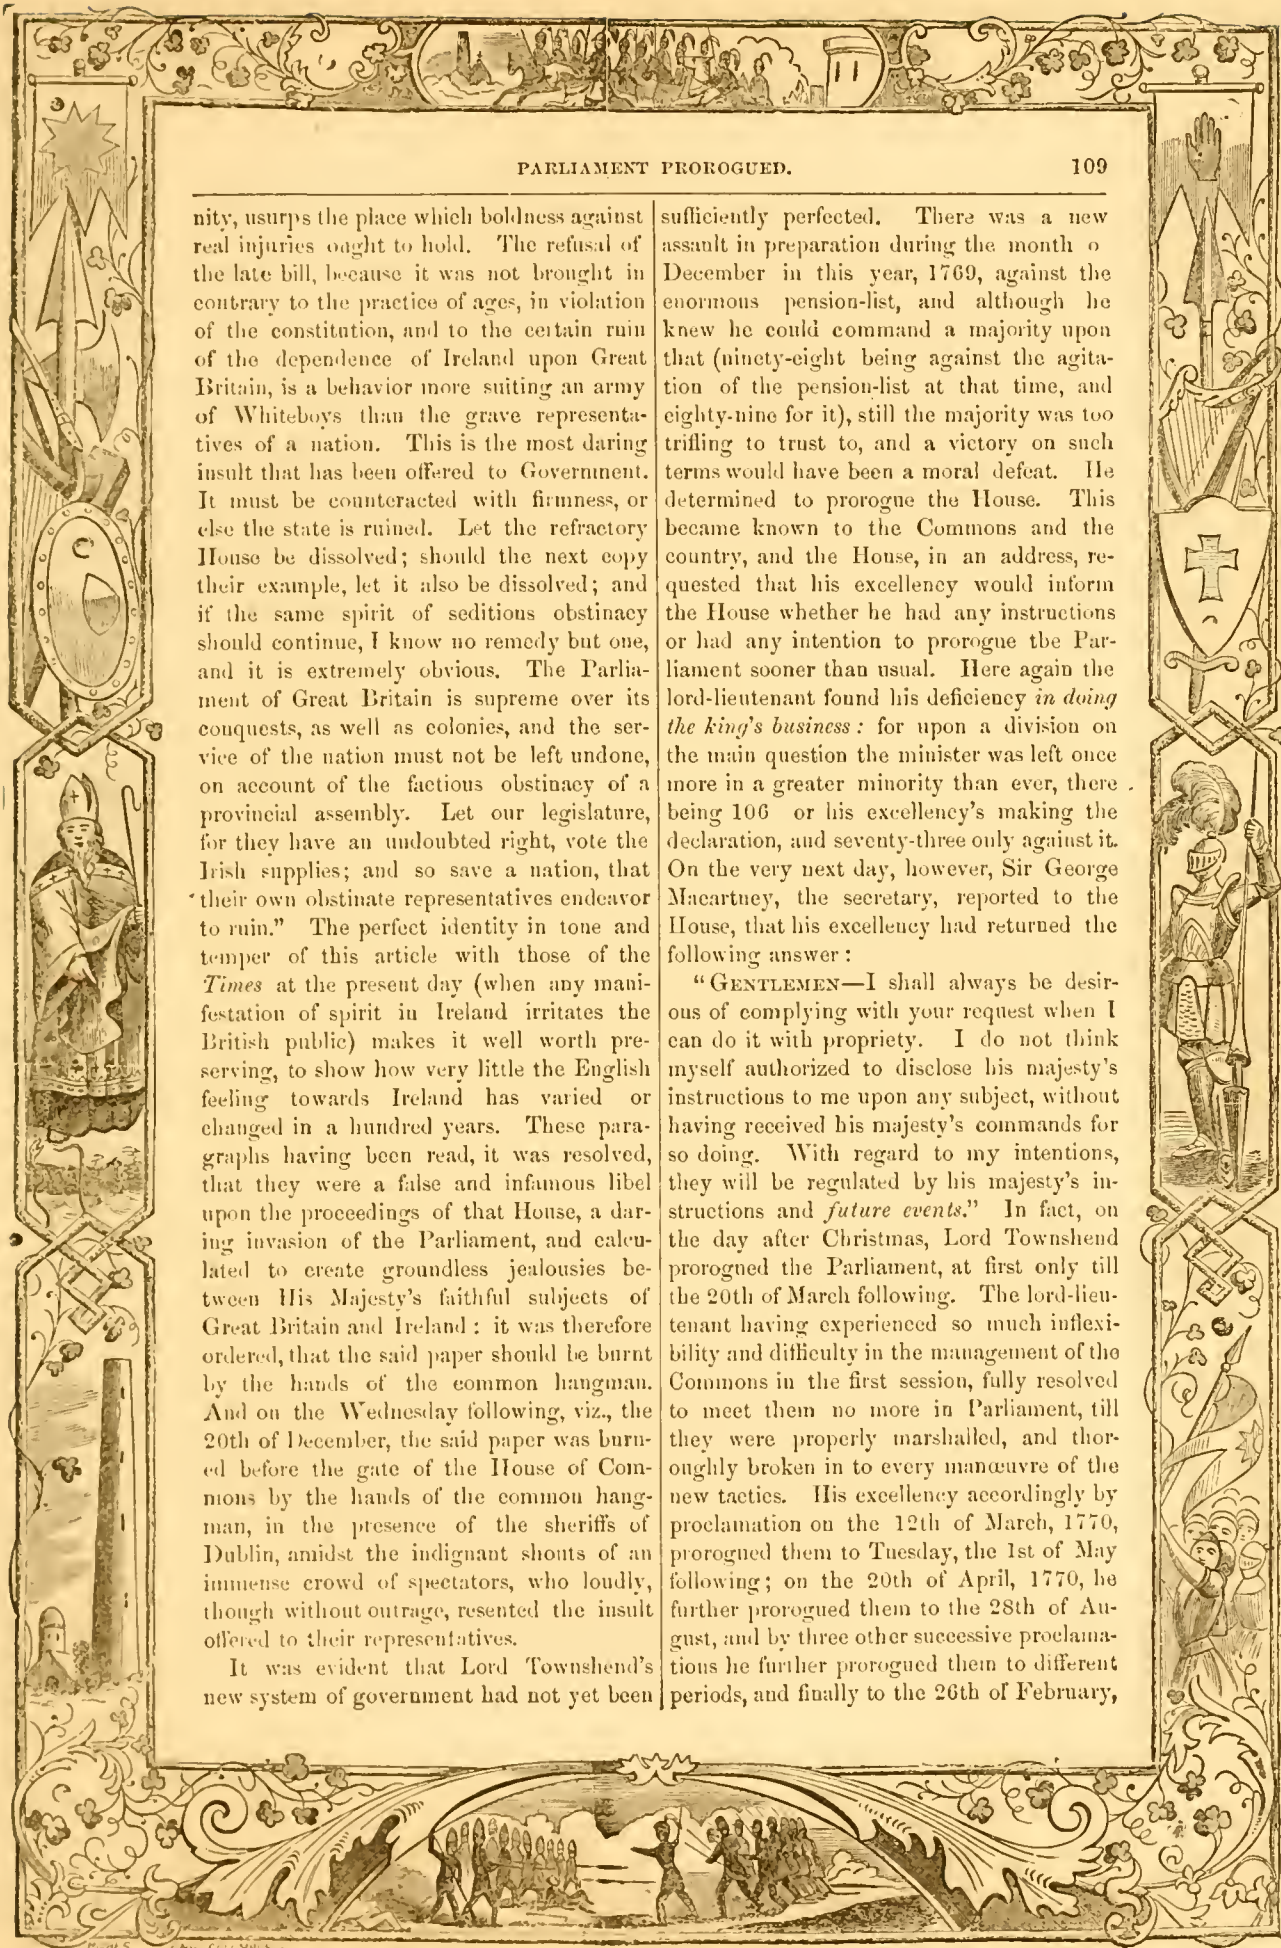 PARLIAMENT PROROGUED. 109
nity, usurps the place which boldness against
real injuries ought to hold. The refusal of
the late bill, because it was not brought in
contrary to the practice of ages, in violation
of the constitution, and to the certain ruin
of the dependence of Ireland upon Great
Britain, is a behavior more suiting an army
of Whiteboys than the grave representa-
tives of a nation. This is the most daring
insult that has been offered to Government.
It must be counteracted with firmness, or
else the state is ruined. Let the refractory
House be dissolved; should the next copy
their example, let it also be dissolved; and
if the same spirit of seditious obstinacy
should continue, I know no remedy but one,
and it is extremely obvious. The Parlia-
ment of Great Britain is supreme over its
conquests, as well as colonies, and the ser-
vice of the nation must not be left undone,
on account of the factious obstinacy of a
provincial assembly. Let our legislature,
for they have an undoubted right, vote the
Irish supplies; and so save a nation, that
their own obstinate representatives endeavor
to ruin.” The perfect identity in tone and
temper of this article with those of the
Times at the present day (when any mani-
festation of spirit in Ireland irritates the
British public) makes it well worth pre-
serving, to show how very little the English
feeling towards Ireland has varied or
changed in a hundred years. These para-
graphs having been read, it was resolved,
that they were a false and infamous libel
upon the proceedings of that House, a dar-
ing invasion of the Parliament, and calcu-
lated to create groundless jealousies be-
tween His Majesty’s faithful subjects of
Great Britain and Ireland: it was therefore
ordered, that the said paper should be burnt
by the hands of the common hangman.
And on the Wednesday following, viz., the
20th of December, the said paper was burn-
ed before the gate of the House of Com-
mons by the hands of the common hang-
man, in the presence of the sheriffs of
Dublin, amidst the indignant shouts of an
immense crowd of spectators, who loudly,
though without outrage, resented the insult
offered to their representatives.
It was evident that Lord Townshend’s
new system of government had not yet been
sufficiently perfected. There was a new
assault in preparation during the month o
December in this year, 1769, against the
enormous pension-list, and although he
knew he could command a majority upon
that (ninety-eight being against the agita-
tion of the pension-list at that time, and
eighty-nine for it), still the majority was too
trifling to trust to, and a victory on such
terms would have been a moral defeat. He
determined to prorogue the House. This
became known to the Commons and the
country, and the House, in an address, re-
quested that his excellency would inform
the House whether he had any instructions
or had any intention to prorogue the Par-
liament sooner than usual. Here again the
lord-lieutenant found his deficiency in doing
the king’s business: for upon a division on
the main question the minister was left once
more in a greater minority than ever, there
being 106 or his excellency’s making the
declaration, and seventy-three only against it.
On the very next day, however, Sir George
Macartney, the secretary, reported to the
House, that his excellency had returned the
following answer:
“GENTLEMEN—I shall always be desir-
ous of complying with your request when I
can do it with propriety. I do not think
myself authorized to disclose his majesty’s
instructions to me upon any subject, without
having received his majesty’s commands for
so doing. With regard to my intentions,
they will be regulated by his majesty’s in-
structions and future events.” In fact, on
the day after Christmas, Lord Townshend
prorogned the Parliament, at first only till
the 20th of March following. The lord-lieu-
tenant having experienced so much inflexi-
bility and difficulty in the management of the
Commons in the first session, fully resolved
to meet them no more in Parliament, till
they were properly marshalled, and thor-
oughly broken in to every manœuvre of the
new tactics. His excellency accordingly by
proclamation on the 12th of March, 1770,
prorogued them to Tuesday, the 1st of May
following; on the 20th of April, 1770, he
further prorogued them to the 28th of Au-
gust, and by three other successive proclama-
tions he further prorogued them to different
periods, and finally to the 26th of February,